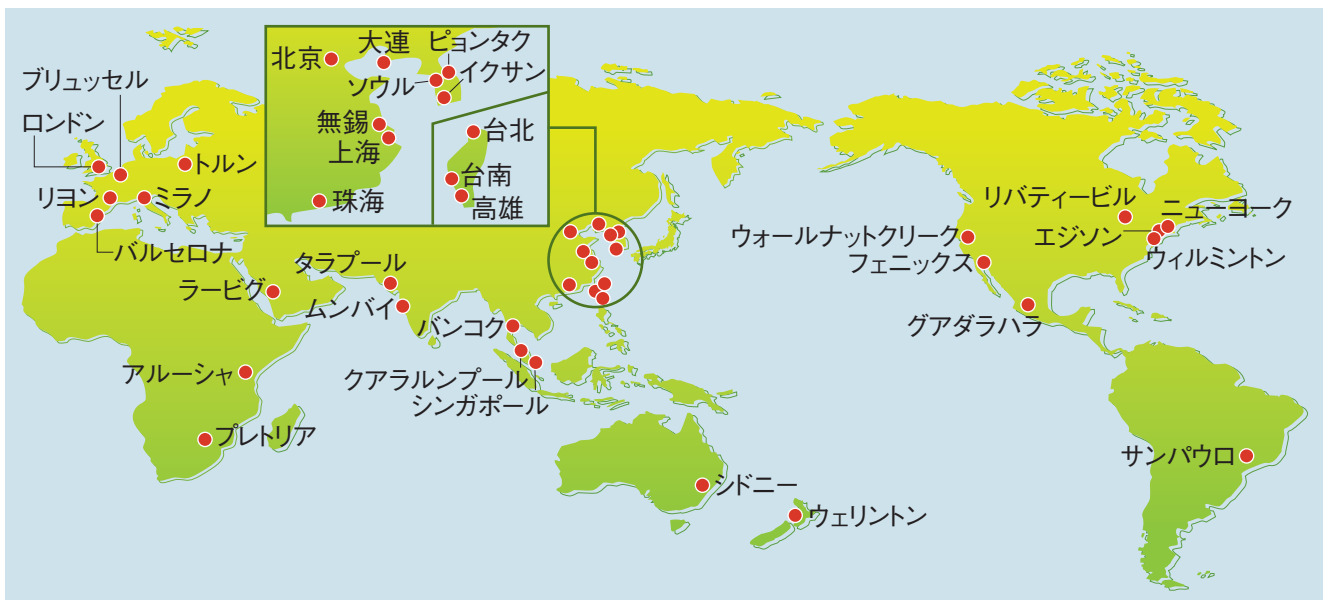 ブリュッセル
ロンドン
トルン
リヨン
ミラノ
バルセロナ
北京
大連
ピョンタク
ソウル
イクサン
無錫
上海
珠海
台北
台南
高雄
タラプール
ラービグ
ムンバイ
バンコク
アルーシャ
クアラルンプール
シンガポール
プレトリア
シドニー
ウェリントン
リバティービル
ニューヨーク
ウォールナットクリーク
エジソン
フェニックス
ウィルミントン
グアダラハラ
サンパウロ